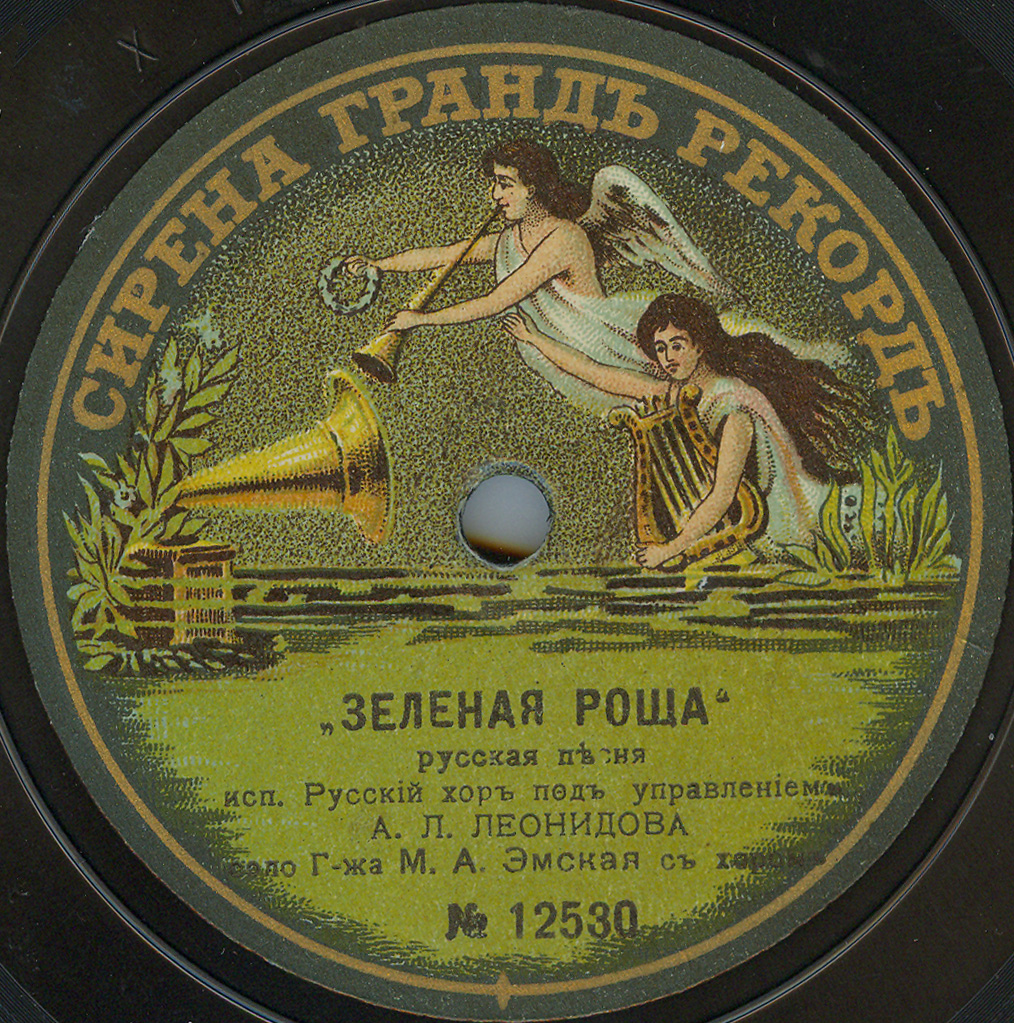 СИРЕНА ГРАНДЪ РЕКОРДЪ
„ЗЕЛЕНАЯ РОЩА“
русская пѣсня
исп. Русскій хоръ подъ управленіемъ
А. Л. ЛЕОНИДОВА
соло Г-жа М. А. Эмская съ хоромъ
№ 12530